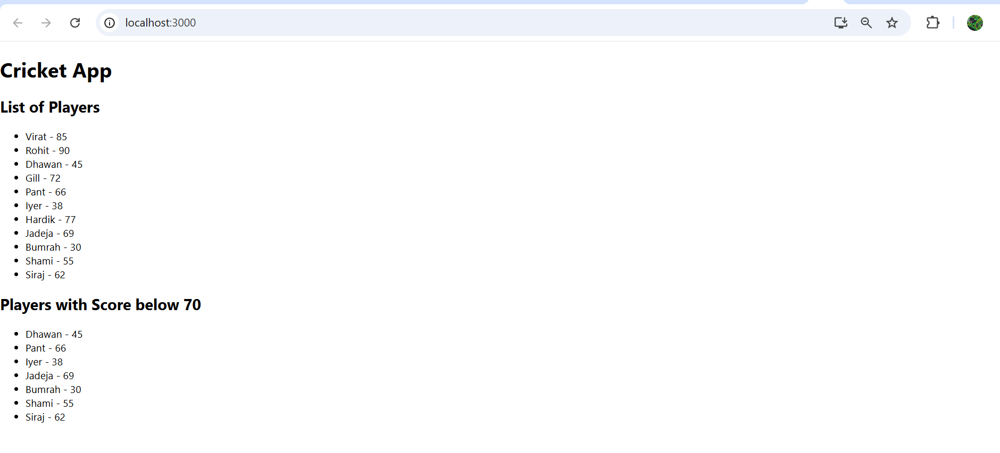 localhost:3000
Cricket App
List of Players
Virat - 85
Rohit - 90
Dhawan - 45
Gill - 72
Pant - 66
Iyer - 38
Hardik - 77
Jadeja - 69
Bumrah - 30
Shami - 55
Siraj - 62
Players with Score below 70
Dhawan - 45
Pant - 66
Iyer - 38
Jadeja - 69
Bumrah - 30
Shami - 55
Siraj - 62